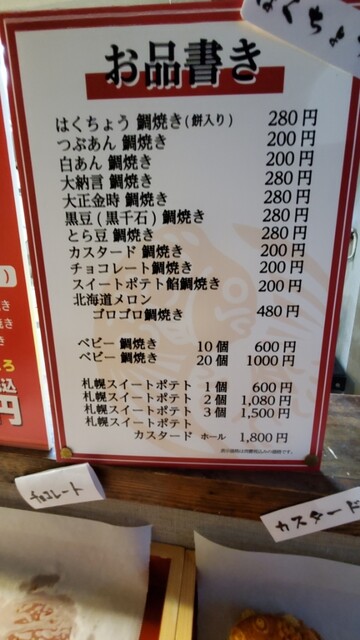 はくちょう
お品書き
はくちょう 鯛焼き(餅入り) 280円
つぶあん 鯛焼き 200円
白あん 鯛焼き 200円
大納言 鯛焼き 280円
大正金時 鯛焼き 280円
黒豆(黒千石)鯛焼き 280円
とら豆 鯛焼き 280円
カスタード 鯛焼き 200円
チョコレート鯛焼き 200円
スイートポテト餡鯛焼き 200円
北海道メロン
ゴロゴロ鯛焼き 480円
ベビー 鯛焼き 10個 600円
ベビー 鯛焼き 20個 1000円
札幌スイートポテト 1個 600円
札幌スイートポテト 2個 1,080円
札幌スイートポテト 3個 1,500円
札幌スイートポテト
カスタード ホール 1,800円
チョコレート
カスタード